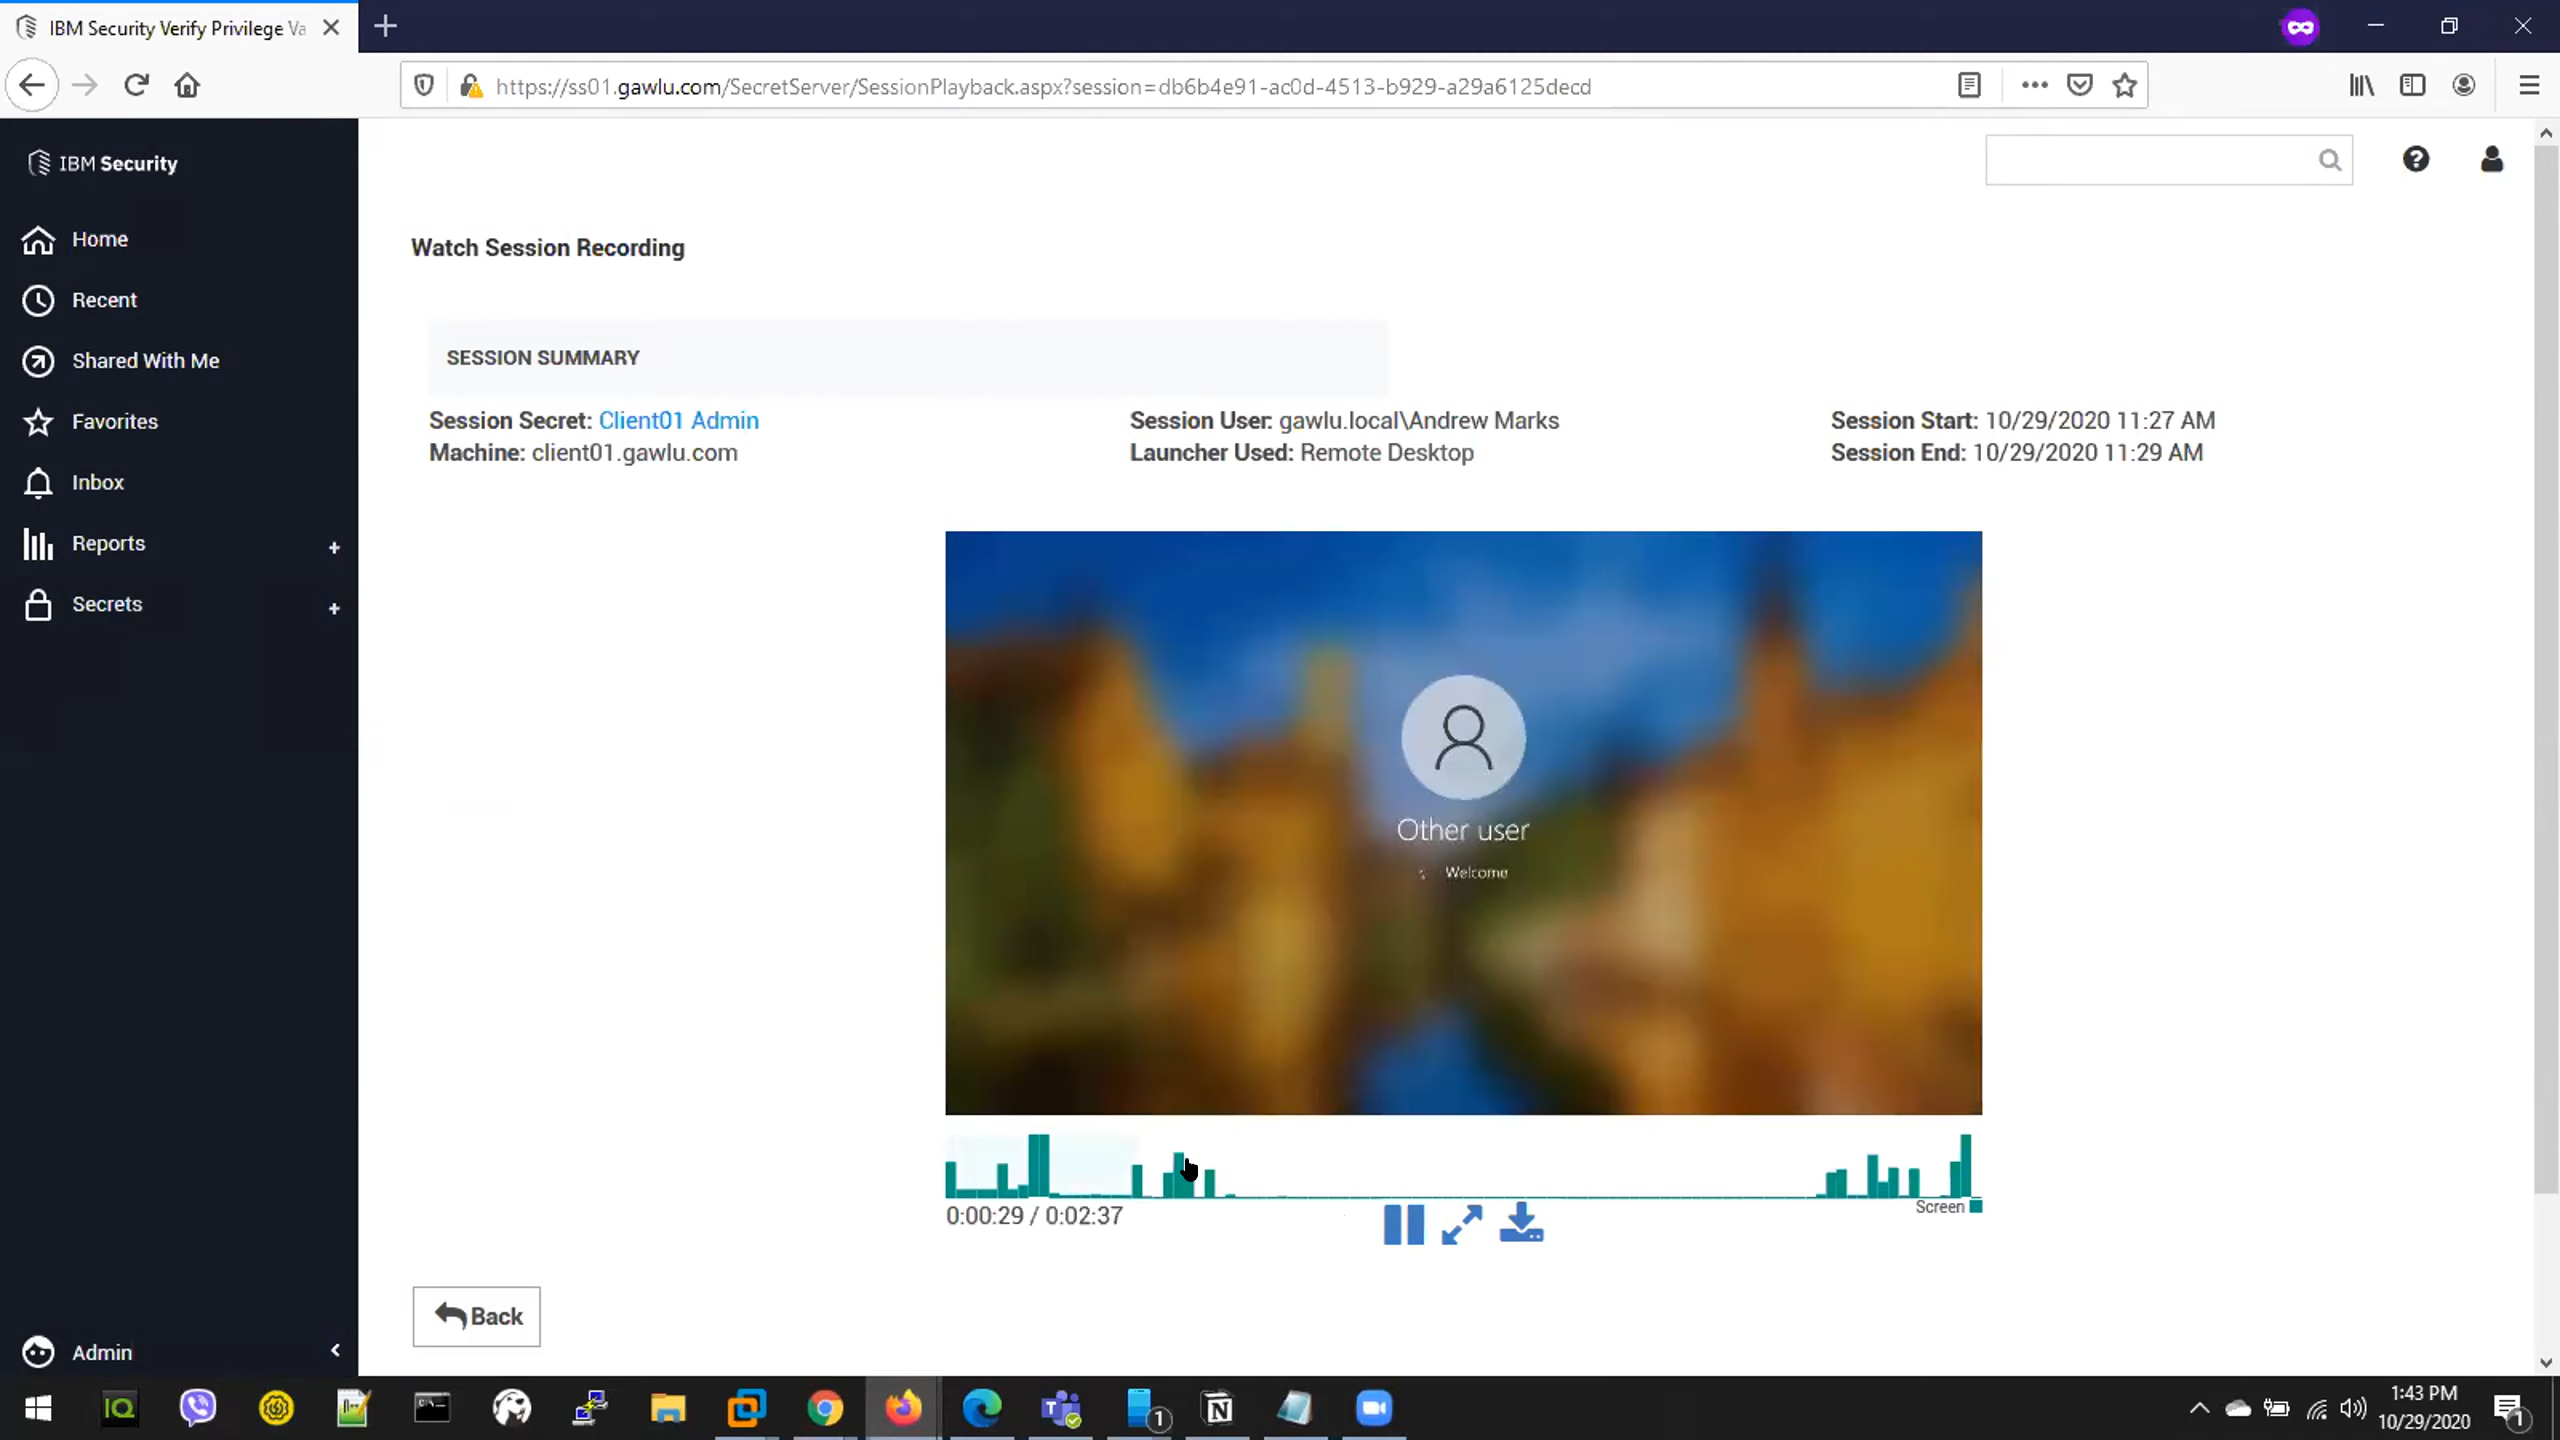 IBM Security Verify Privilege Va
https://ss01.gawlu.com/SecretServer/SessionPlayback.aspx?session=db6b4e91-ac0d-4513-b929-a29a6125decd
IBM Security
Home
Recent
Shared With Me
Favorites
Inbox
Reports +
Secrets +
Admin
Watch Session Recording
SESSION SUMMARY
Session Secret: Client01 Admin
Machine: client01.gawlu.com
Session User: gawlu.local\Andrew Marks
Launcher Used: Remote Desktop
Session Start: 10/29/2020 11:27 AM
Session End: 10/29/2020 11:29 AM
Other user
Welcome
0:00:29 / 0:02:37
Screen
Back
IQ
1
1:43 PM
10/29/2020
1